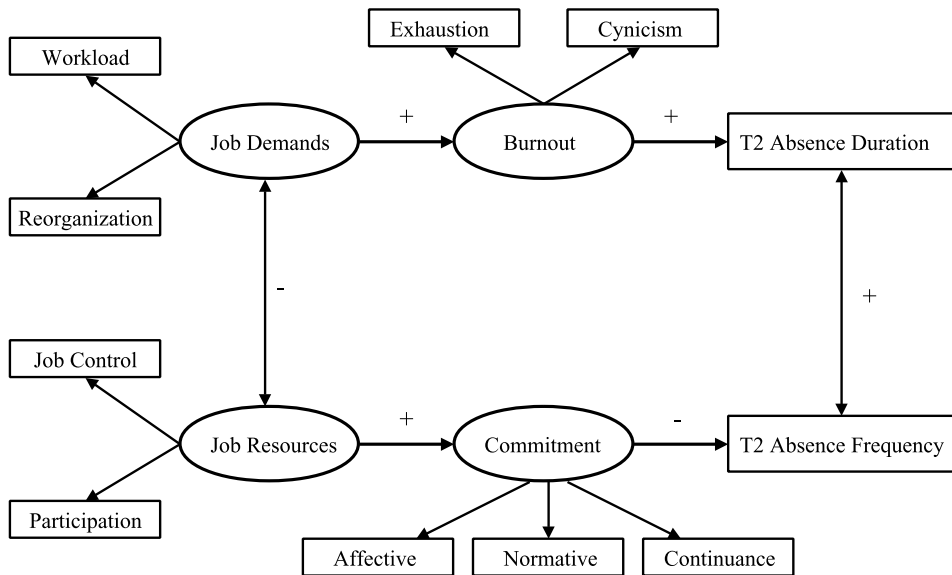 Exhaustion
Cynicism
Workload
Job Demands
+
Burnout
+
T2 Absence Duration
Reorganization
-
+
Job Control
Job Resources
+
Commitment
-
T2 Absence Frequency
Participation
Affective
Normative
Continuance